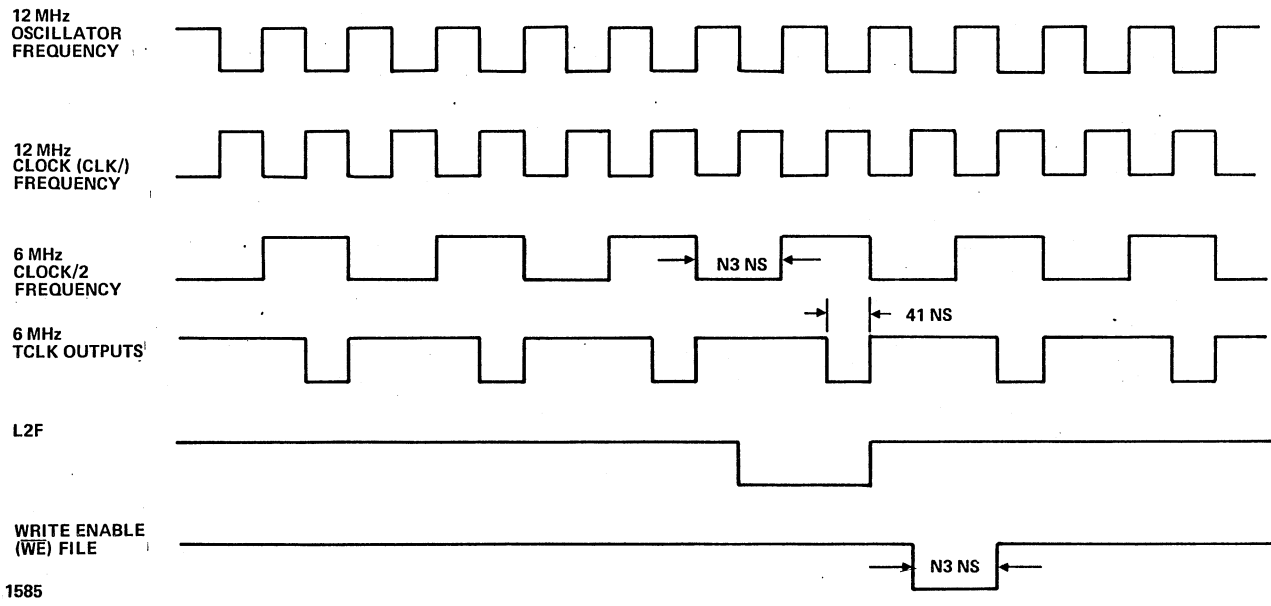 12 MHz
OSCILLATOR
FREQUENCY
12 MHz
CLOCK (CLK/)
FREQUENCY
6 MHz
CLOCK/2
FREQUENCY
N3 NS
41 NS
6 MHz
TCLK OUTPUTS
L2F
WRITE ENABLE
(W̅E̅) FILE
N3 NS
1585